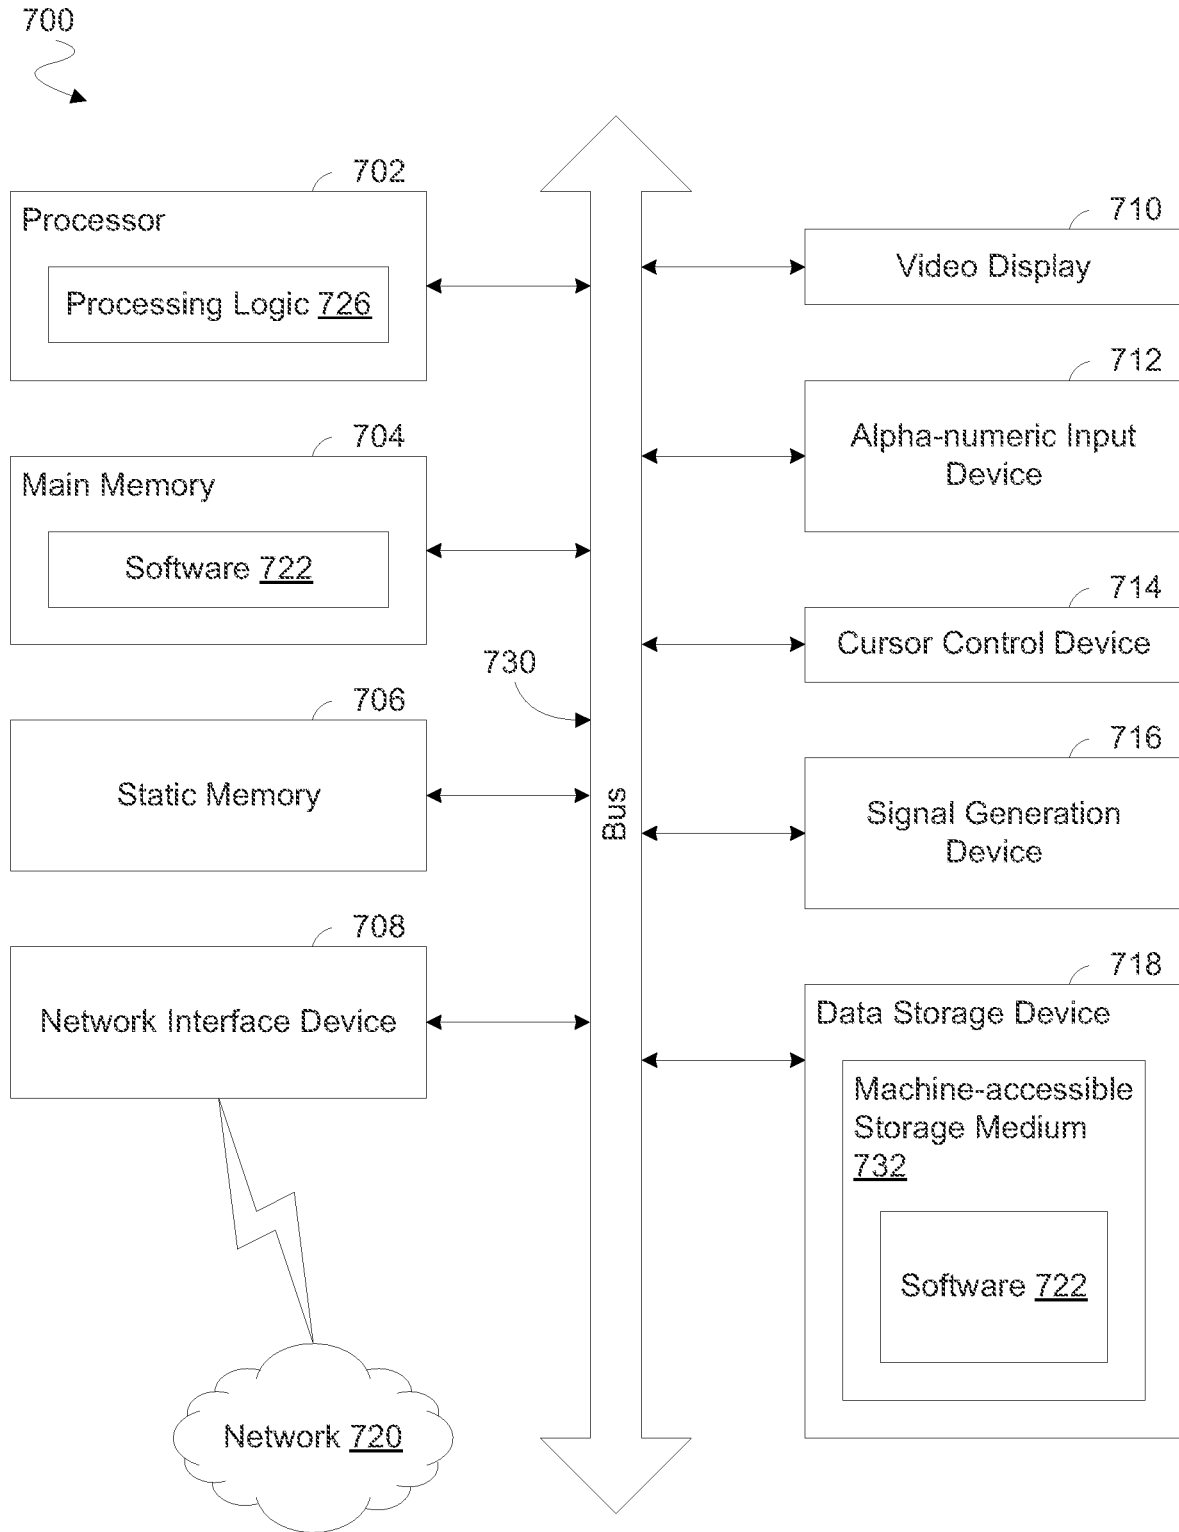 700
702
Processor
Processing Logic 726
704
Main Memory
Software 722
730
706
Static Memory
708
Network Interface Device
Network 720
Bus
710
Video Display
712
Alpha-numeric Input
Device
714
Cursor Control Device
716
Signal Generation
Device
718
Data Storage Device
Machine-accessible
Storage Medium
732
Software 722